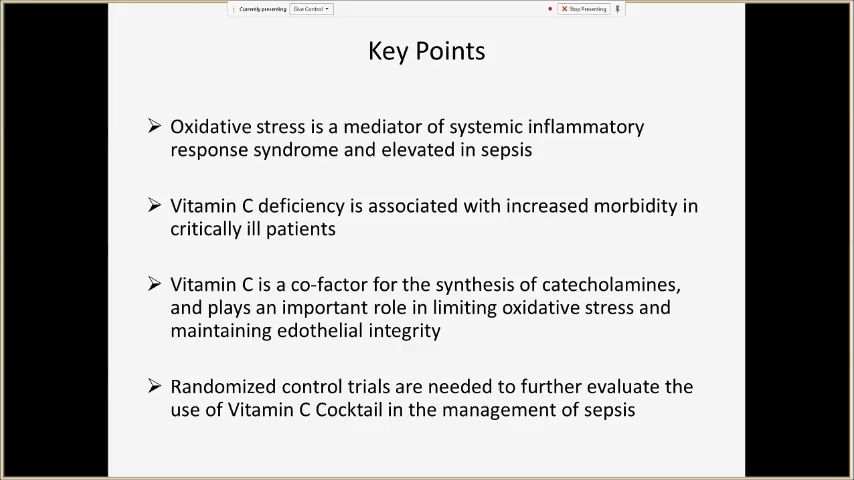 Currently presenting Give Control Stop Presenting
Key Points
Oxidative stress is a mediator of systemic inflammatory
response syndrome and elevated in sepsis
Vitamin C deficiency is associated with increased morbidity in
critically ill patients
Vitamin C is a co-factor for the synthesis of catecholamines,
and plays an important role in limiting oxidative stress and
maintaining edothelial integrity
Randomized control trials are needed to further evaluate the
use of Vitamin C Cocktail in the management of sepsis